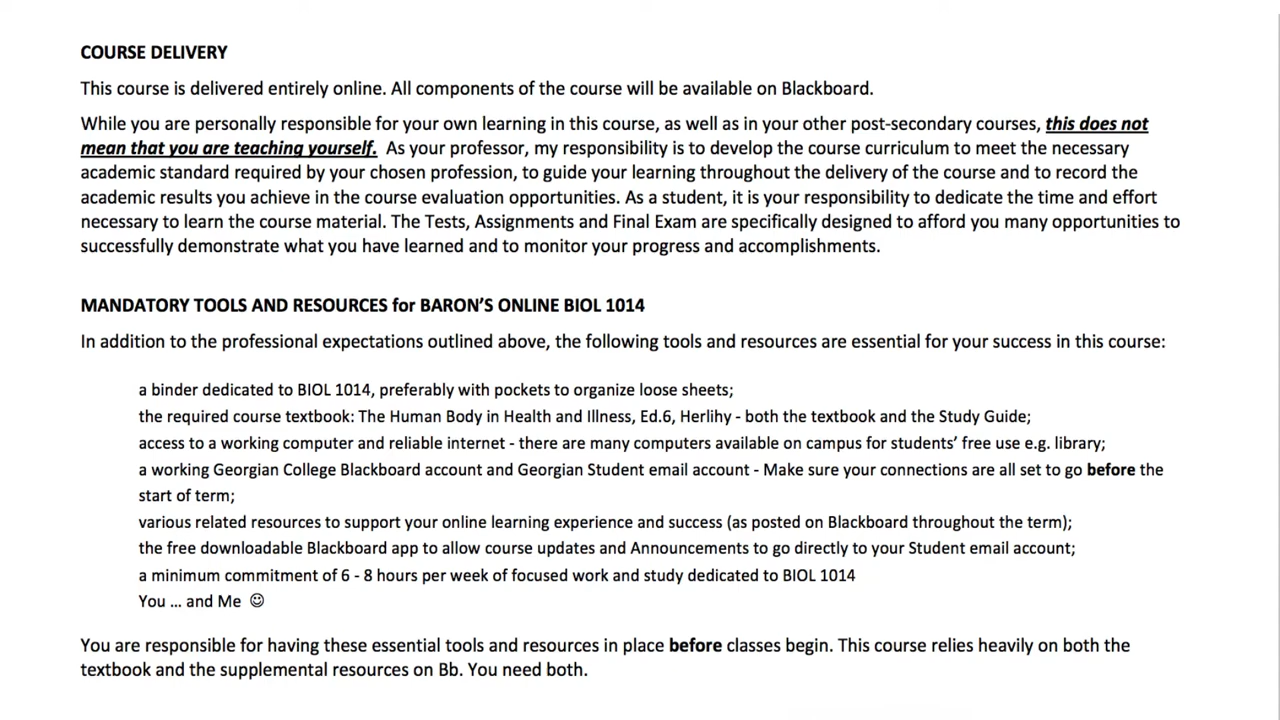 COURSE DELIVERY
This course is delivered entirely online. All components of the course will be available on Blackboard.
While you are personally responsible for your own learning in this course, as well as in your other post-secondary courses, this does not
mean that you are teaching yourself. As your professor, my responsibility is to develop the course curriculum to meet the necessary
academic standard required by your chosen profession, to guide your learning throughout the delivery of the course and to record the
academic results you achieve in the course evaluation opportunities. As a student, it is your responsibility to dedicate the time and effort
necessary to learn the course material. The Tests, Assignments and Final Exam are specifically designed to afford you many opportunities to
successfully demonstrate what you have learned and to monitor your progress and accomplishments.
MANDATORY TOOLS AND RESOURCES for BARON'S ONLINE BIOL 1014
In addition to the professional expectations outlined above, the following tools and resources are essential for your success in this course:
a binder dedicated to BIOL 1014, preferably with pockets to organize loose sheets;
the required course textbook: The Human Body in Health and Illness, Ed.6, Herlihy - both the textbook and the Study Guide;
access to a working computer and reliable internet - there are many computers available on campus for students' free use e.g. library;
a working Georgian College Blackboard account and Georgian Student email account - Make sure your connections are all set to go before the
start of term;
various related resources to support your online learning experience and success (as posted on Blackboard throughout the term);
the free downloadable Blackboard app to allow course updates and Announcements to go directly to your Student email account;
a minimum commitment of 6 - 8 hours per week of focused work and study dedicated to BIOL 1014
You … and Me ☺
You are responsible for having these essential tools and resources in place before classes begin. This course relies heavily on both the
textbook and the supplemental resources on Bb. You need both.